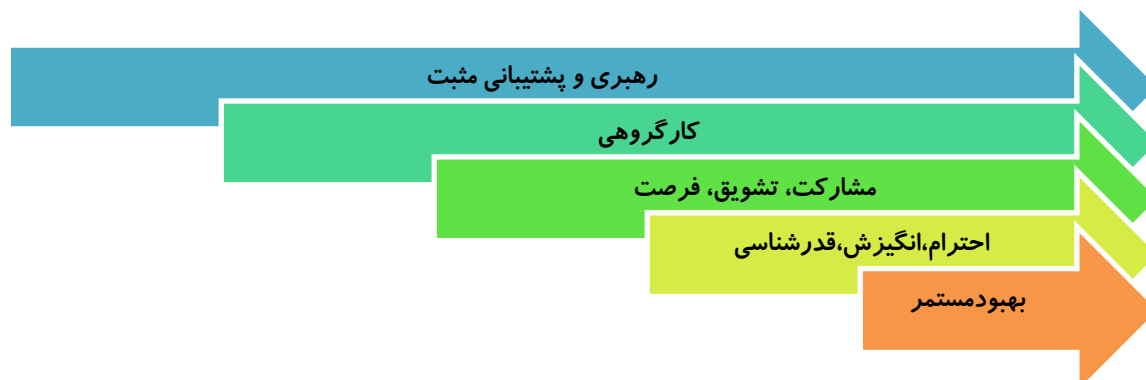 رهبری و پشتیبانی مثبت
کارگروهی
مشارکت، تشویق، فرصت
احترام،انگیزش،قدرشناسی
بهبودمستمر